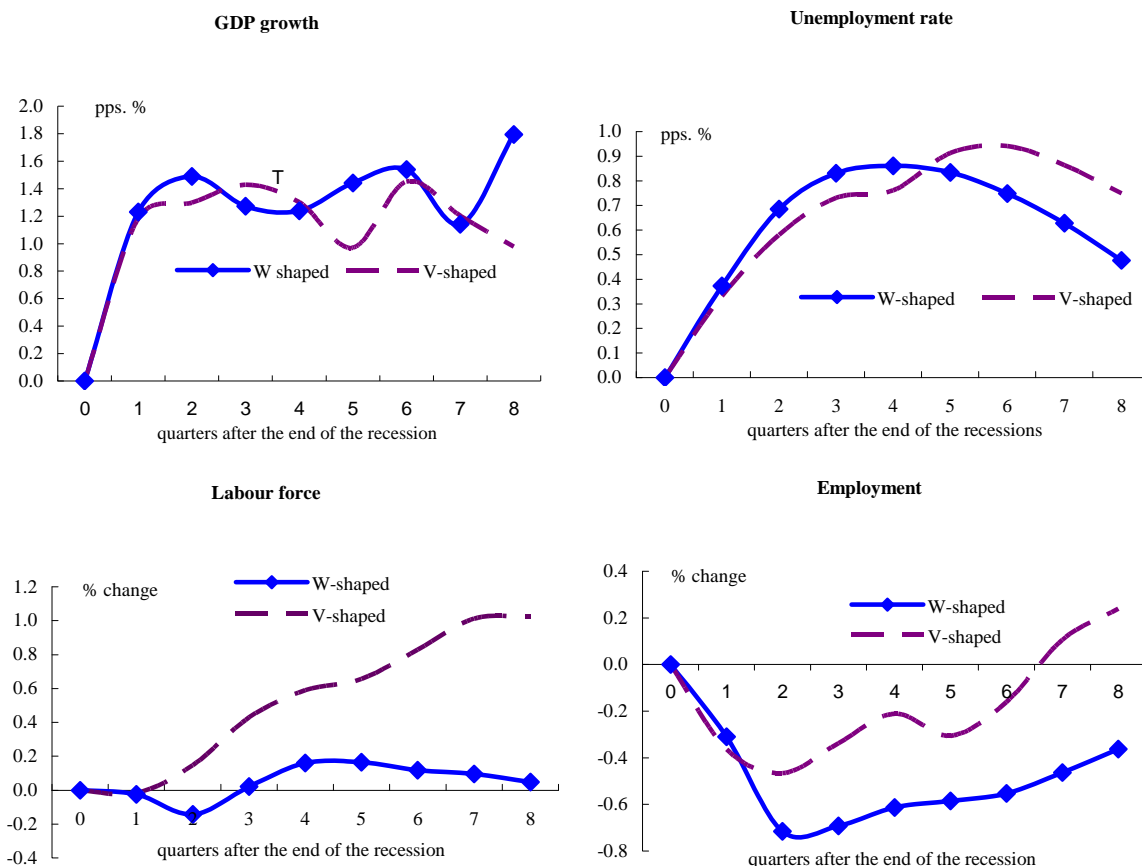 GDP growth
pps. %
2.0
1.8
1.6
1.4
1.2
1.0
0.8
0.6
0.4
0.2
0.0
T
W shaped
V-shaped
0 1 2 3 4 5 6 7 8
quarters after the end of the recession
Unemployment rate
pps. %
1.0
0.9
0.8
0.7
0.6
0.5
0.4
0.3
0.2
0.1
0.0
W-shaped
V-shaped
0 1 2 3 4 5 6 7 8
quarters after the end of the recessions
Labour force
% change
1.2
1.0
0.8
0.6
0.4
0.2
0.0
-0.2
-0.4
W-shaped
V-shaped
0 1 2 3 4 5 6 7 8
quarters after the end of the recession
Employment
% change
0.4
0.2
0.0
-0.2
-0.4
-0.6
-0.8
W-shaped
V-shaped
0 1 2 3 4 5 6 7 8
quarters after the end of the recession